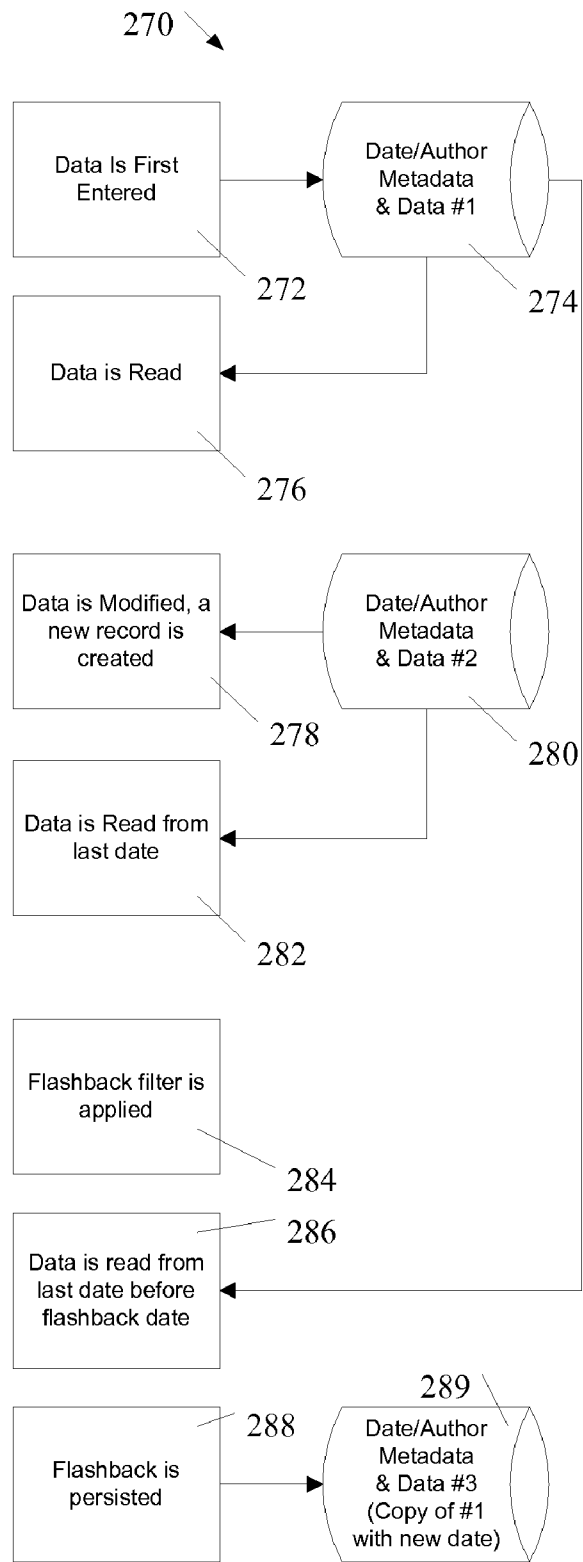 270
Data Is First
Entered
272
Date/Author
Metadata
& Data #1
274
Data is Read
276
Data is Modified, a
new record is
created
278
Date/Author
Metadata
& Data #2
280
Data is Read from
last date
282
Flashback filter is
applied
284
286
Data is read from
last date before
flashback date
288
Flashback is
persisted
289
Date/Author
Metadata
& Data #3
(Copy of #1
with new date)